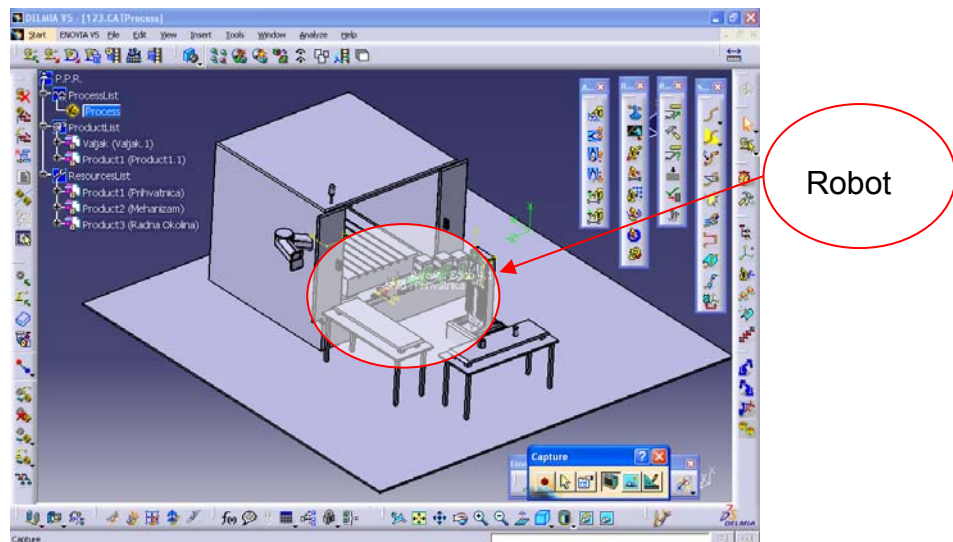 DELMIA V5 - [123.CATProcess]
Start ENOVIA V5 File Edit View Insert Tools Window Analyze Help
P.P.R.
ProcessList
Process
ProductList
Valjak (Valjak.1)
Product1 (Product1.1)
ResourcesList
Product1 (Prihvatnica)
Product2 (Mehanizam)
Product3 (Radna Okolina)
A... R... R... S...
Robot
Prihvatnica
Capture
f(x)
DELMIA
Capture